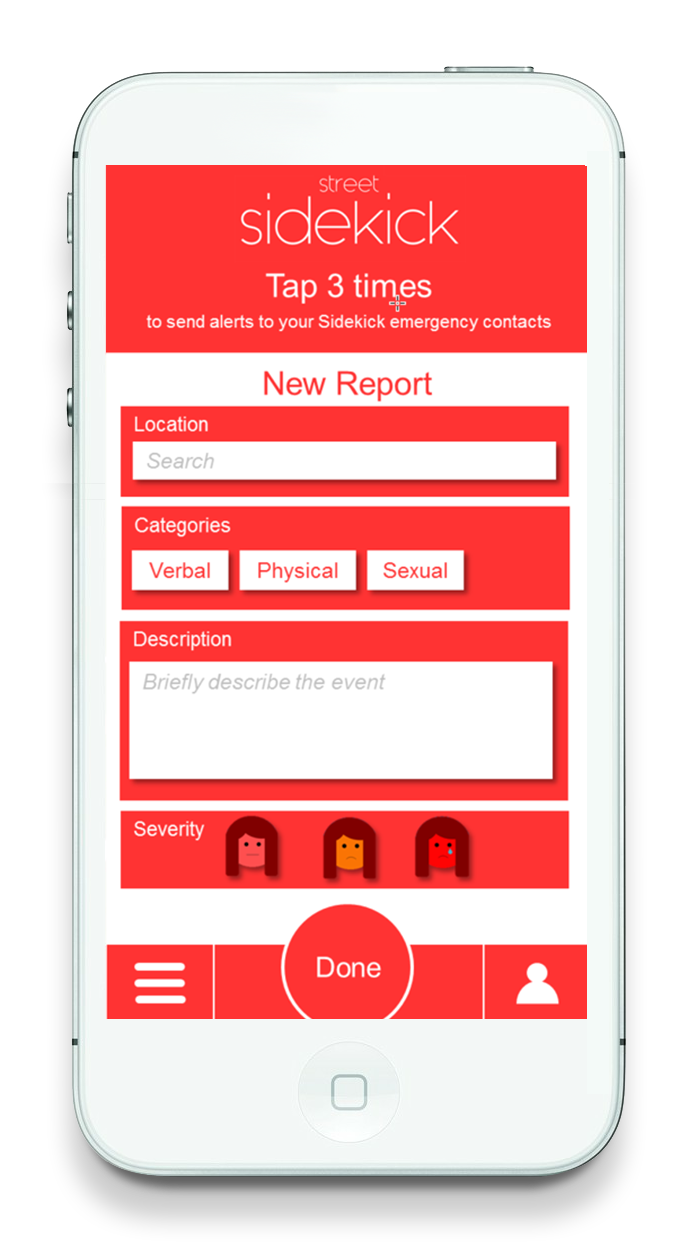 street
sidekick
Tap 3 times
to send alerts to your Sidekick emergency contacts
New Report
Location
Search
Categories
Verbal Physical Sexual
Description
Briefly describe the event
Severity
Done